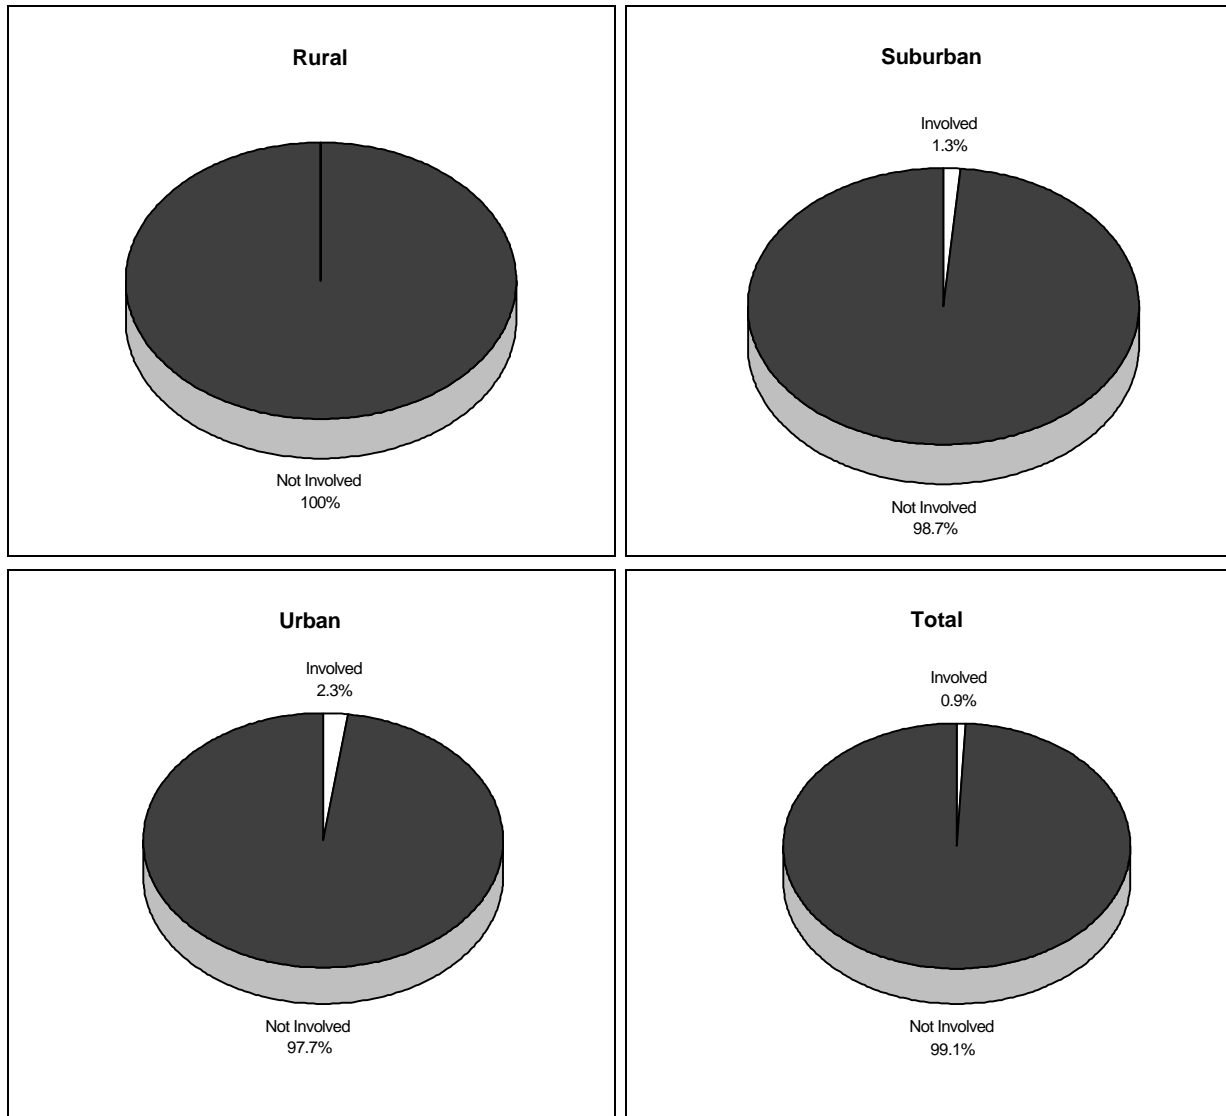 Rural
Not Involved
100%
Suburban
Involved
1.3%
Not Involved
98.7%
Urban
Involved
2.3%
Not Involved
97.7%
Total
Involved
0.9%
Not Involved
99.1%